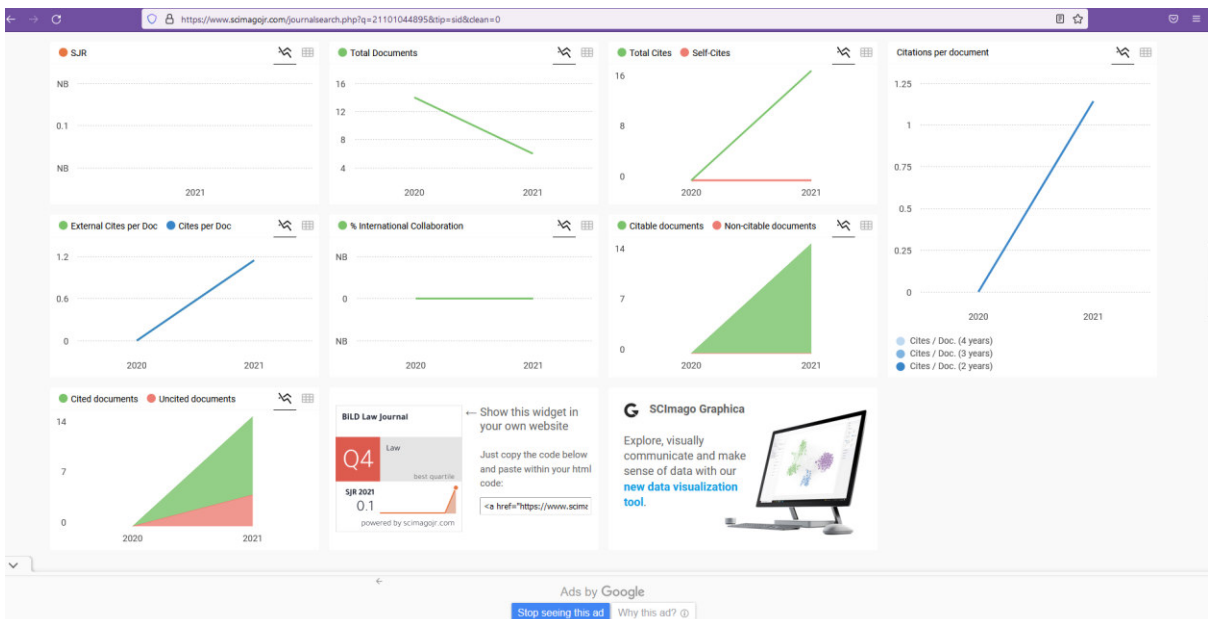 https://www.scimagojr.com/journalsearch.php?q=21101044895&tip=sid&clean=0
SJR
NB
0.1
NB
2021
Total Documents
16
12
8
4
2020 2021
Total Cites Self-Cites
16
8
0
2020 2021
Citations per document
1.25
1
0.75
0.5
0.25
0
2020 2021
Cites / Doc. (4 years)
Cites / Doc. (3 years)
Cites / Doc. (2 years)
External Cites per Doc Cites per Doc
1.2
0.6
0
2020 2021
% International Collaboration
NB
0
NB
2020 2021
Citable documents Non-citable documents
14
7
0
2020 2021
Cited documents Uncited documents
14
7
0
2020 2021
BiLD Law Journal
Q4
Law
best quartile
SJR 2021
0.1
powered by scimagojr.com
← Show this widget in
your own website
Just copy the code below
and paste within your html
code:
<a href="https://www.scima
SCImago Graphica
Explore, visually
communicate and make
sense of data with our
new data visualization
tool.
Ads by Google
Stop seeing this ad Why this ad?